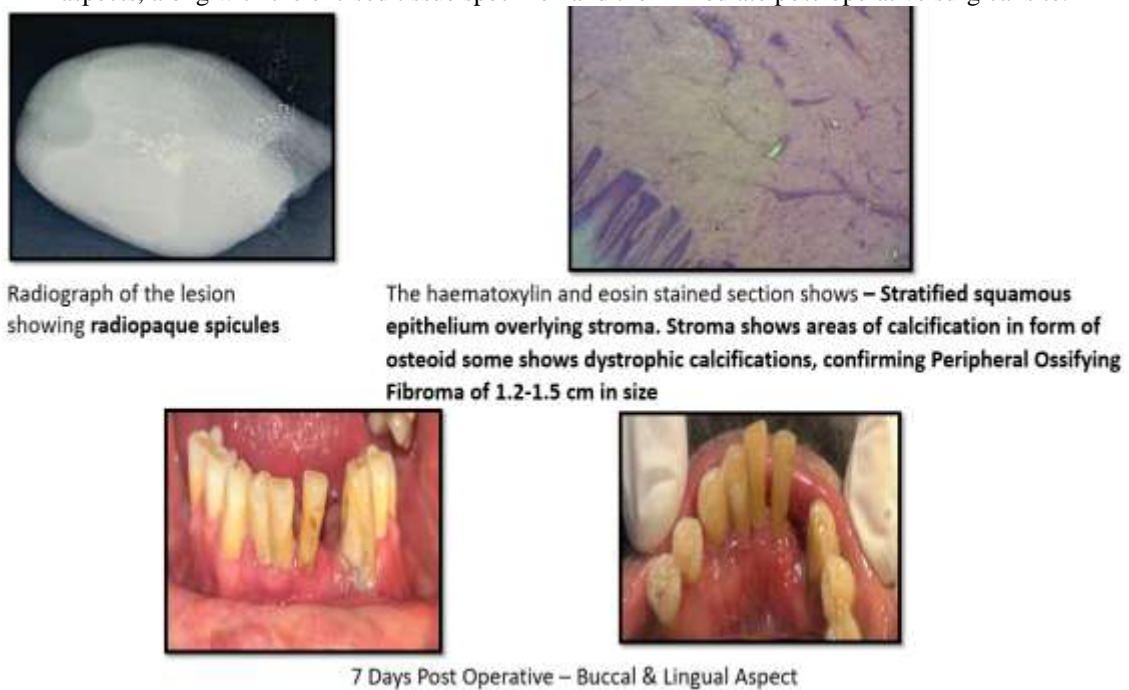 Radiograph of the lesion
showing radiopaque spicules
The haematoxylin and eosin stained section shows – Stratified squamous
epithelium overlying stroma. Stroma shows areas of calcification in form of
osteoid some shows dystrophic calcifications, confirming Peripheral Ossifying
Fibroma of 1.2-1.5 cm in size
7 Days Post Operative – Buccal & Lingual Aspect